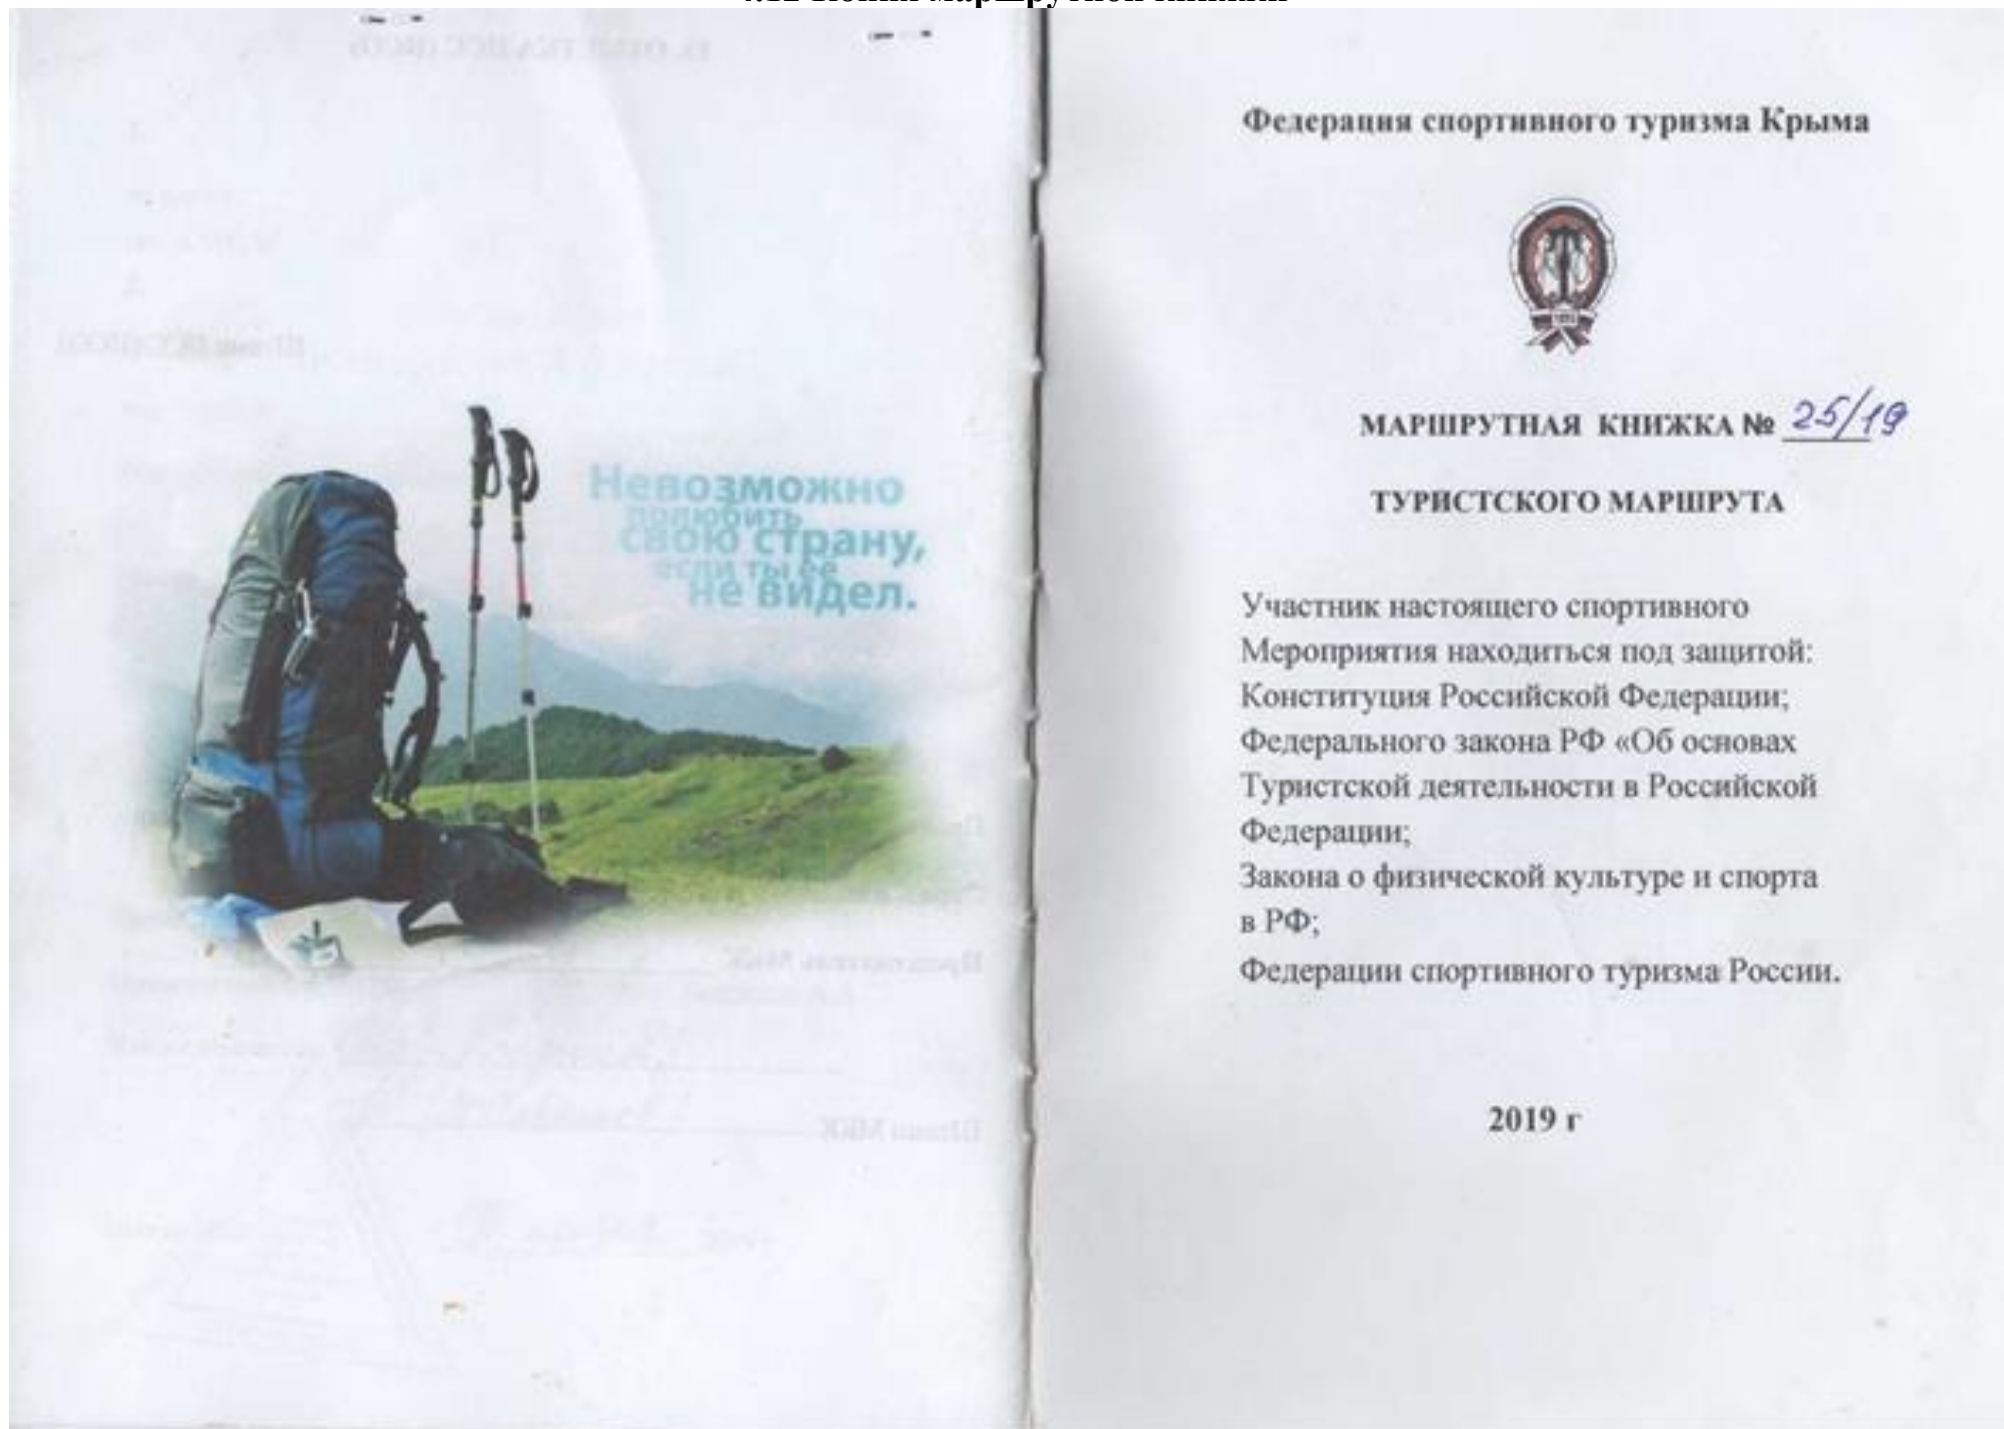 Невозможно
полюбить
свою страну,
если ты её
не видел.
Федерация спортивного туризма Крыма
МАРШРУТНАЯ КНИЖКА № 25/19
ТУРИСТСКОГО МАРШРУТА
Участник настоящего спортивного
Мероприятия находиться под защитой:
Конституция Российской Федерации;
Федерального закона РФ «Об основах
Туристской деятельности в Российской
Федерации;
Закона о физической культуре и спорта
в РФ;
Федерации спортивного туризма России.
2019 г